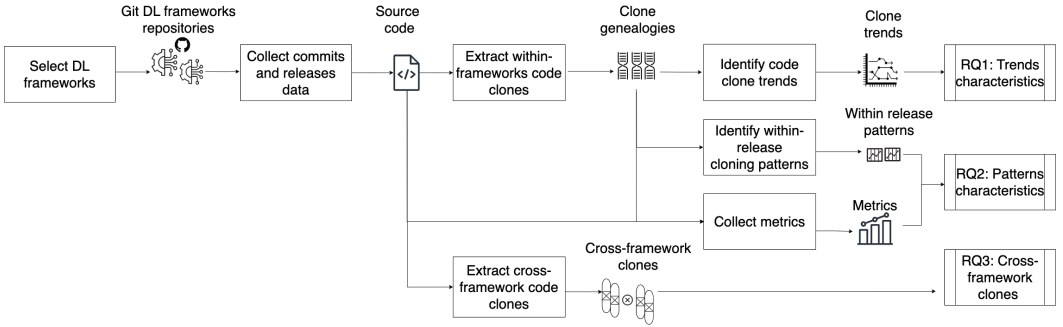 Git DL frameworks
repositories
Source
code
Clone
genealogies
Clone
trends
Select DL
frameworks
Collect commits
and releases
data
</>
Extract within-
frameworks code
clones
Identify code
clone trends
RQ1: Trends
characteristics
Within release
patterns
Identify within-
release
cloning patterns
RQ2: Patterns
characteristics
Collect metrics
Metrics
Cross-framework
clones
Extract cross-
framework code
clones
RQ3: Cross-
framework
clones